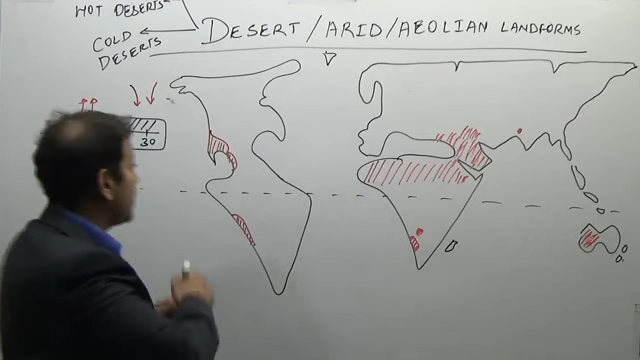 HOT DESERTS
COLD
DESERTS
DESERT/ARID/AEOLIAN LANDFORMS
30